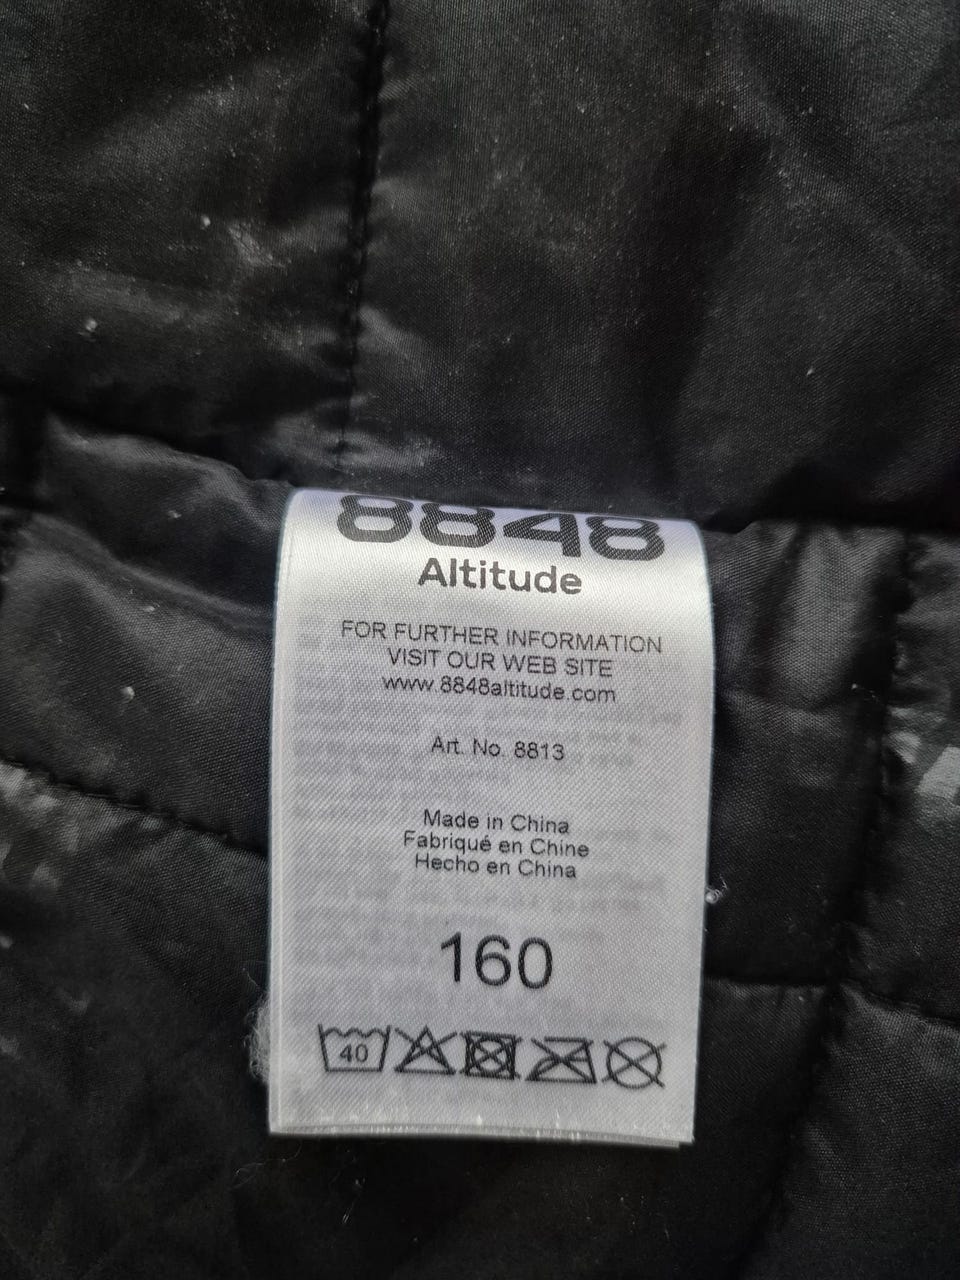 8848
Altitude
FOR FURTHER INFORMATION
VISIT OUR WEB SITE
www.8848altitude.com
Art. No. 8813
Made in China
Fabriqué en Chine
Hecho en China
160
40